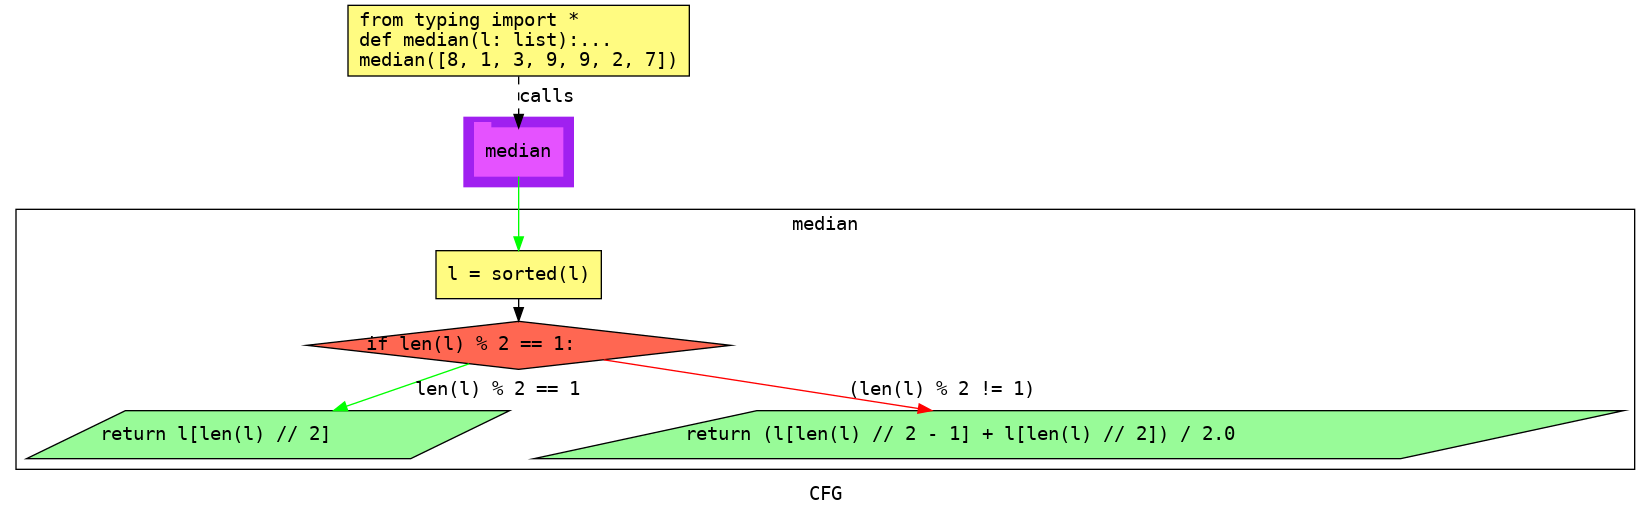 from typing import *
def median(l: list):...
median([8, 1, 3, 9, 9, 2, 7])
calls
median
median
l = sorted(l)
if len(l) % 2 == 1:
len(l) % 2 == 1
(len(l) % 2 != 1)
return l[len(l) // 2]
return (l[len(l) // 2 - 1] + l[len(l) // 2]) / 2.0
CFG